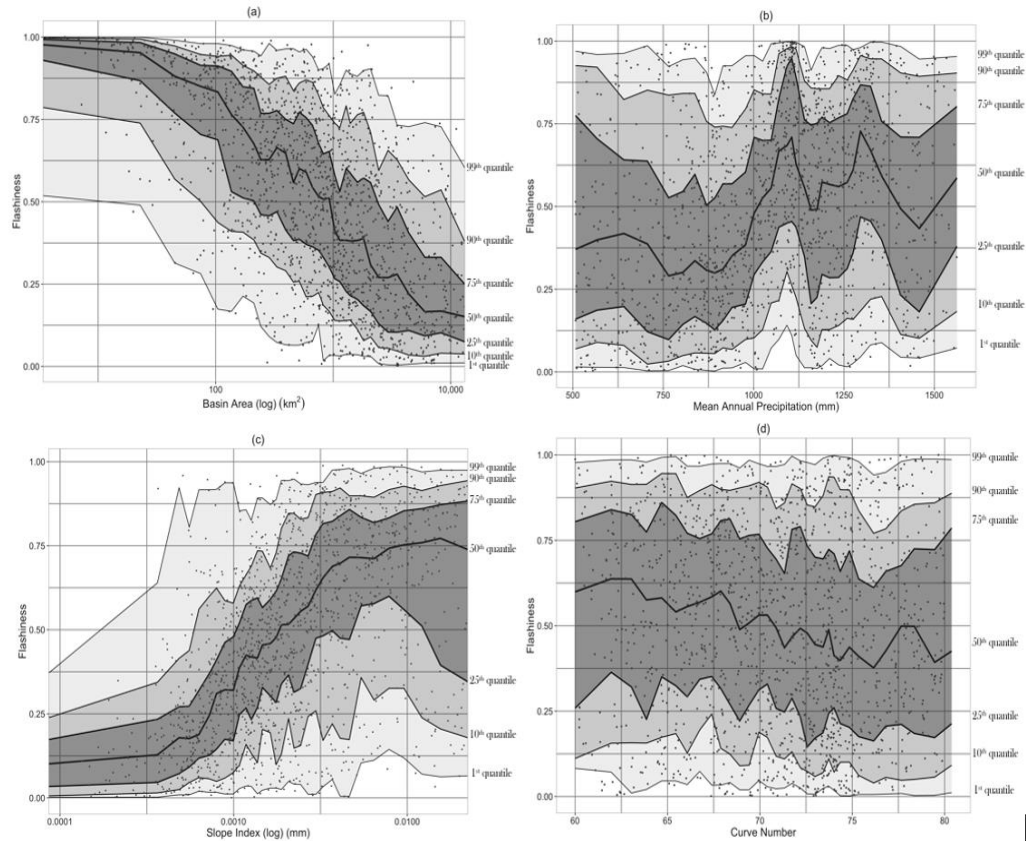 (a)
Flashiness
1.00
0.75
0.50
0.25
0.00
99th quantile
90th quantile
75th quantile
50th quantile
25th quantile
10th quantile
1st quantile
100
10,000
Basin Area (log) (km²)
(b)
Flashiness
1.00
0.75
0.50
0.25
0.00
99th quantile
90th quantile
75th quantile
50th quantile
25th quantile
10th quantile
1st quantile
500 750 1000 1250 1500
Mean Annual Precipitation (mm)
(c)
Flashiness
1.00
0.75
0.50
0.25
0.00
99th quantile
90th quantile
75th quantile
50th quantile
25th quantile
10th quantile
1st quantile
0.0001 0.0010 0.0100
Slope Index (log) (mm)
(d)
Flashiness
1.00
0.75
0.50
0.25
0.00
99th quantile
90th quantile
75th quantile
50th quantile
25th quantile
10th quantile
1st quantile
60 65 70 75 80
Curve Number